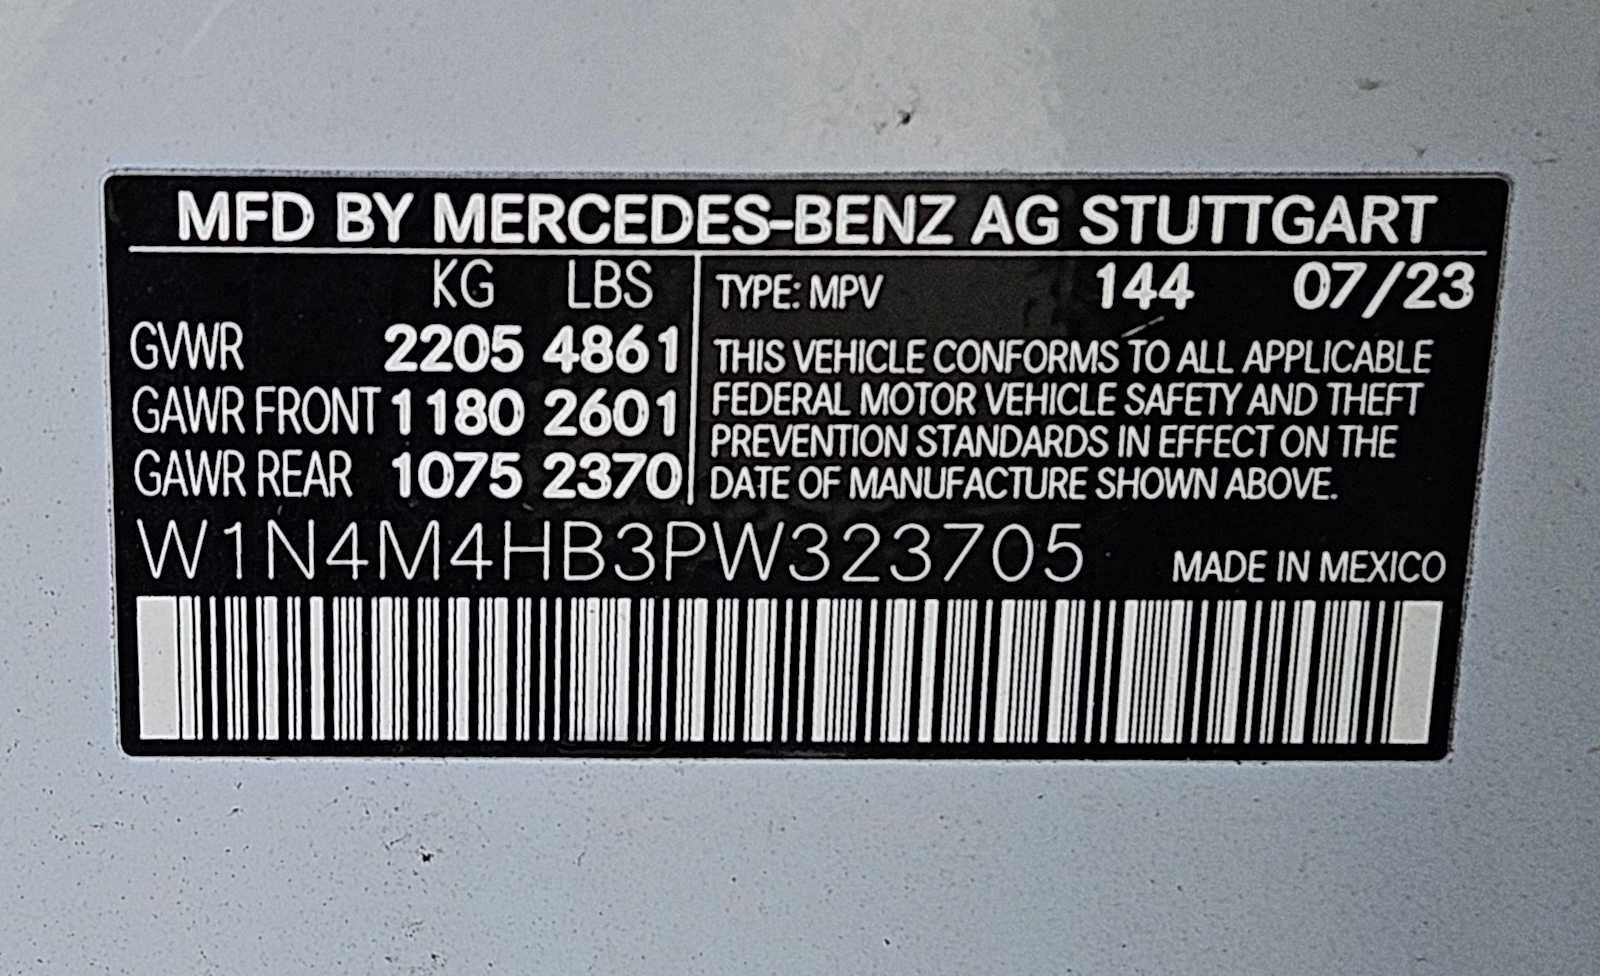 MFD BY MERCEDES-BENZ AG STUTTGART
KG LBS
GVWR 2205 4861
GAWR FRONT 1180 2601
GAWR REAR 1075 2370
TYPE: MPV 144 07/23
THIS VEHICLE CONFORMS TO ALL APPLICABLE
FEDERAL MOTOR VEHICLE SAFETY AND THEFT
PREVENTION STANDARDS IN EFFECT ON THE
DATE OF MANUFACTURE SHOWN ABOVE.
W1N4M4HB3PW323705
MADE IN MEXICO